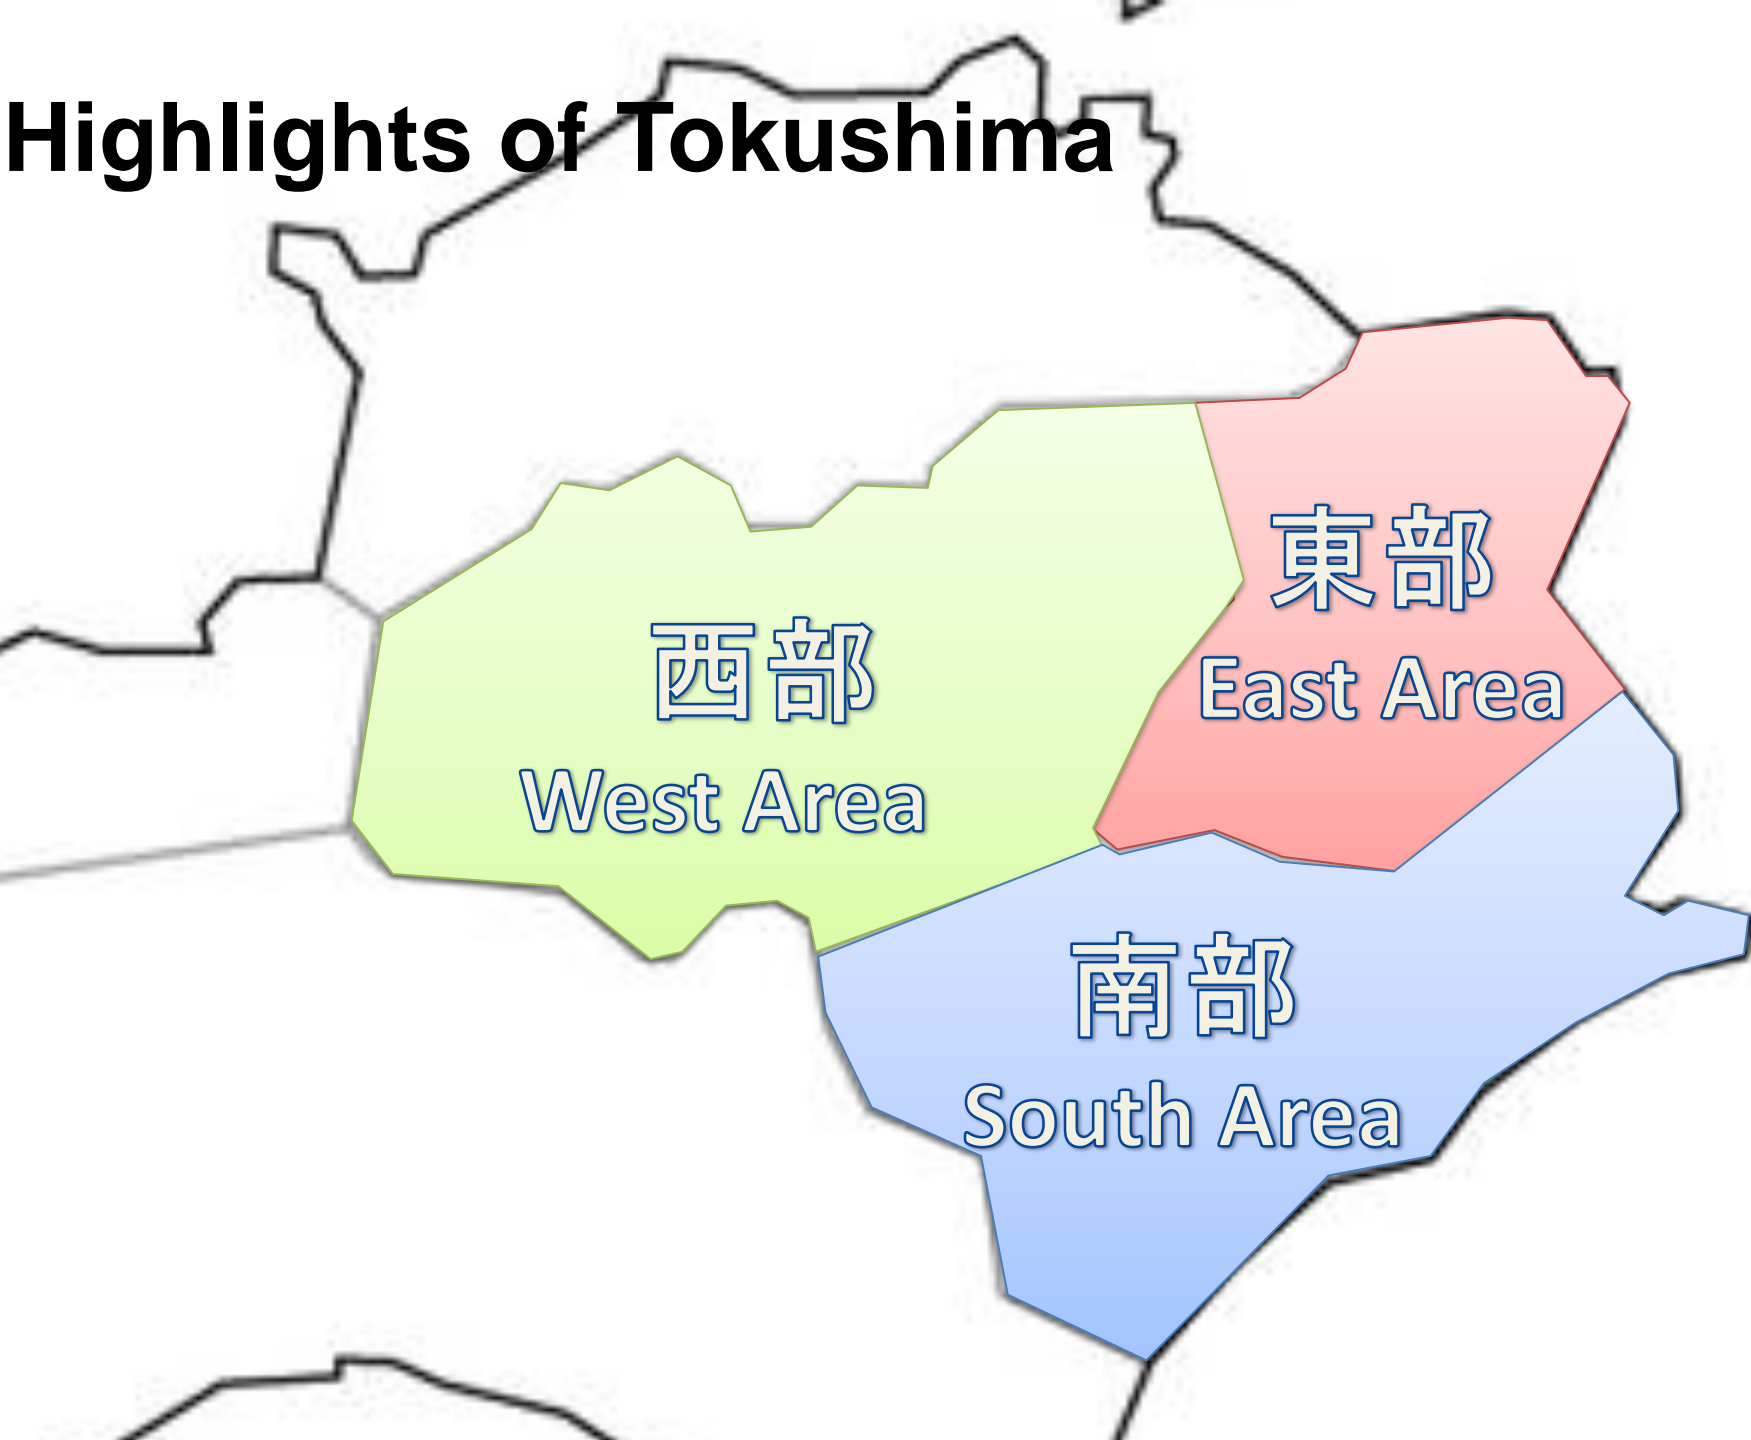 Highlights of Tokushima
東部
East Area
西部
West Area
南部
South Area